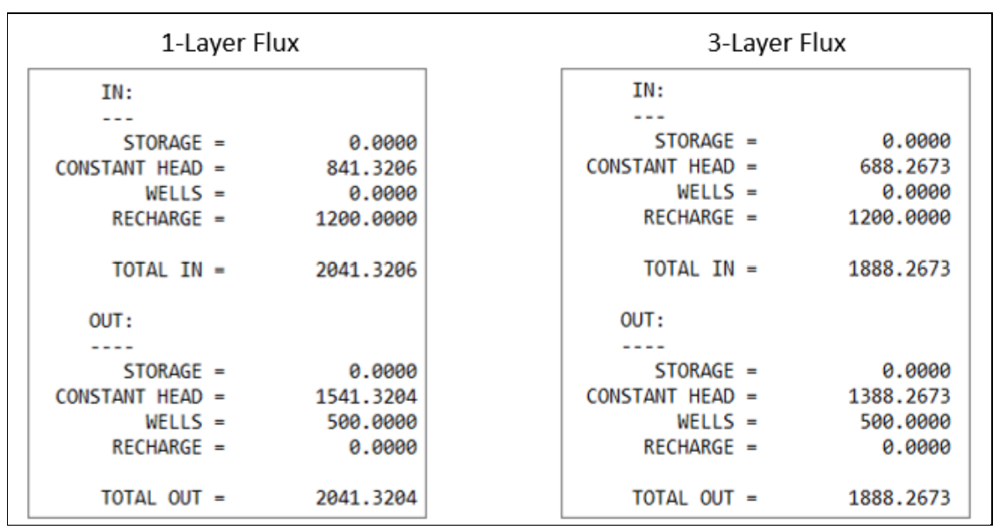 1-Layer Flux
IN:
---
STORAGE = 0.0000
CONSTANT HEAD = 841.3206
WELLS = 0.0000
RECHARGE = 1200.0000
TOTAL IN = 2041.3206
OUT:
----
STORAGE = 0.0000
CONSTANT HEAD = 1541.3204
WELLS = 500.0000
RECHARGE = 0.0000
TOTAL OUT = 2041.3204
3-Layer Flux
IN:
---
STORAGE = 0.0000
CONSTANT HEAD = 688.2673
WELLS = 0.0000
RECHARGE = 1200.0000
TOTAL IN = 1888.2673
OUT:
----
STORAGE = 0.0000
CONSTANT HEAD = 1388.2673
WELLS = 500.0000
RECHARGE = 0.0000
TOTAL OUT = 1888.2673